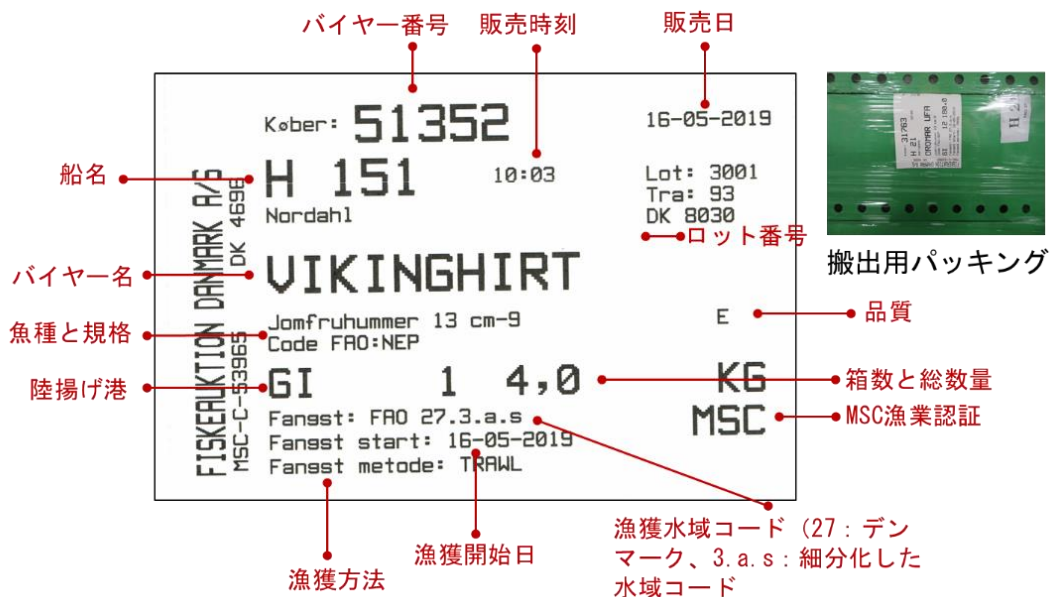 バイヤー番号
販売時刻
販売日
Køber: 51352
16-05-2019
船名
H 151
10:03
Lot: 3001
Tra: 93
Nordahl
DK 8030
ロット番号
搬出用パッキング
バイヤー名
VIKINGHIRT
魚種と規格
Jomfruhummer 13 cm-9
Code FAO:NEP
E
品質
陸揚げ港
GI 1 4,0 KG
箱数と総数量
Fangst: FAO 27.3.a.s
MSC
MSC漁業認証
Fangst start: 16-05-2019
Fangst metode: TRAWL
FISKEAUKTION DANMARK A/S
MSC-C-53965
DK 4698
漁獲方法
漁獲開始日
漁獲水域コード（27：デン
マーク、3.a.s：細分化した
水域コード
31763
H 21